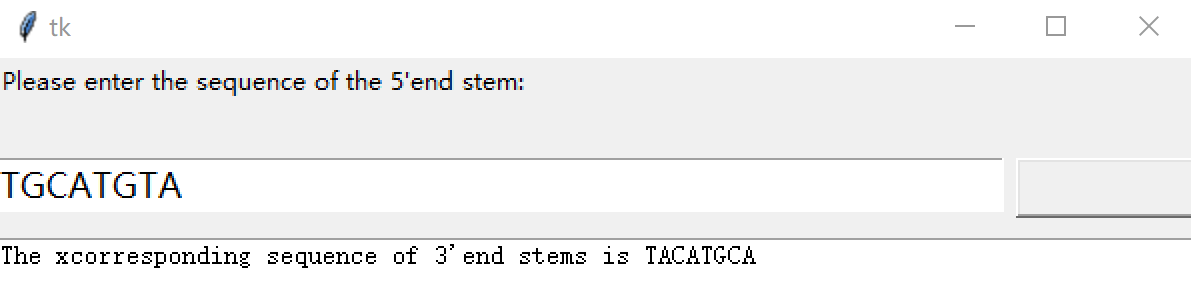 tk
Please enter the sequence of the 5'end stem:
TGCATGTA
The xcorresponding sequence of 3'end stems is TACATGCA